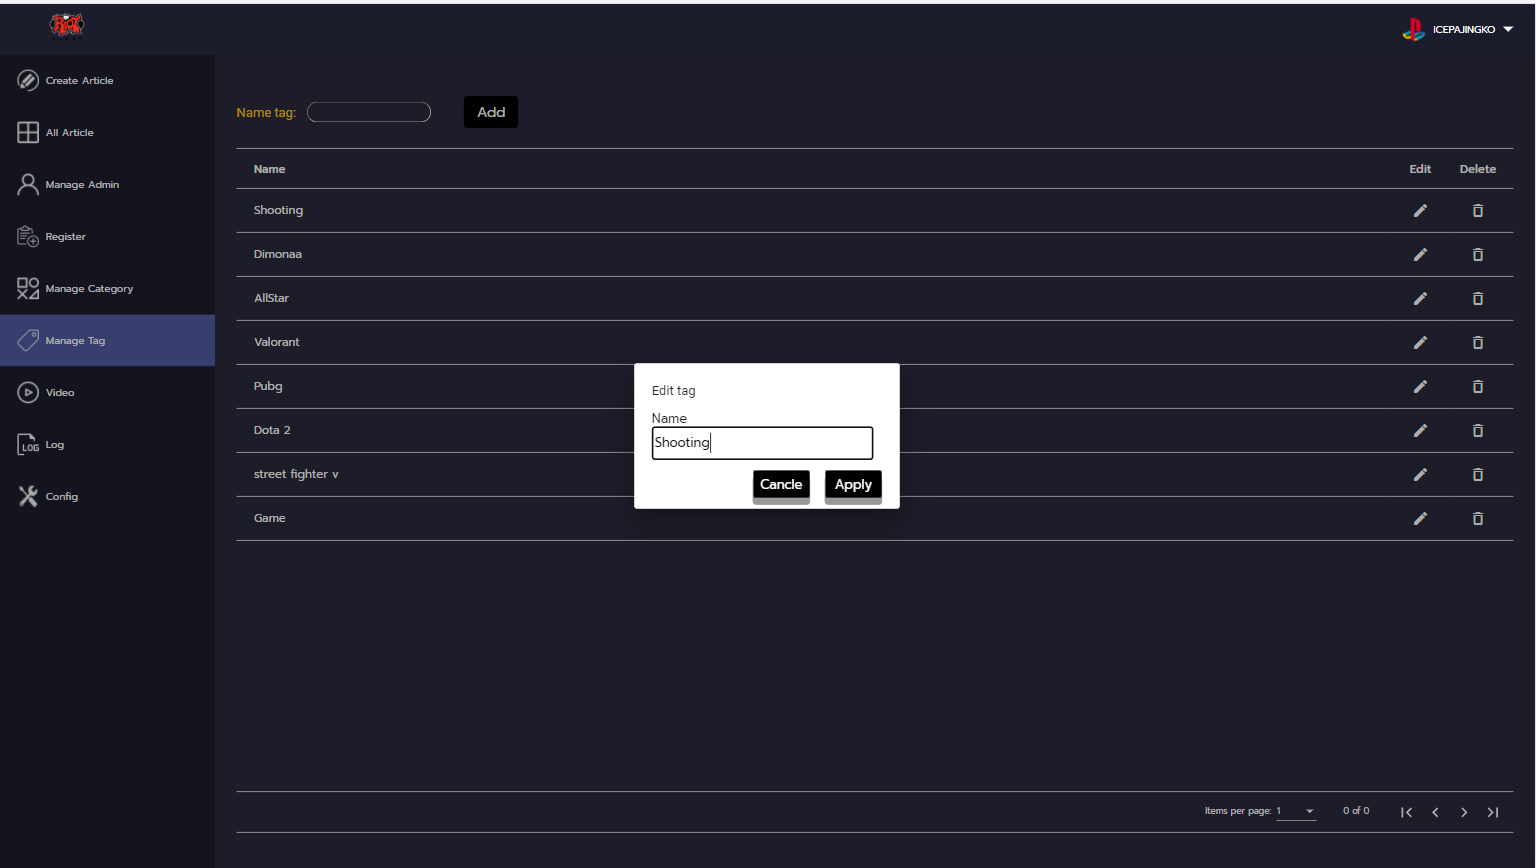 RIOT
ICEPAJINGKO
Create Article
All Article
Manage Admin
Register
Manage Category
Manage Tag
Video
LOG Log
Config
Name tag:
Add
Name Edit Delete
Shooting
Dimonaa
AllStar
Valorant
Pubg
Dota 2
street fighter v
Game
Edit tag
Name
Shooting
Cancle Apply
Items per page: 1 0 of 0